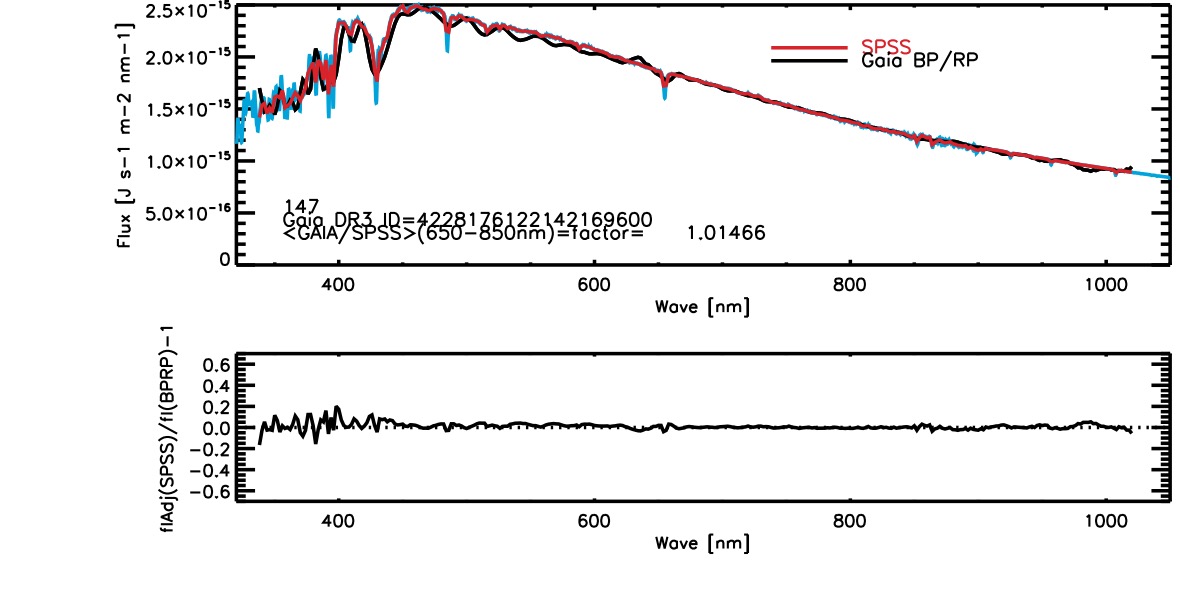 2.5×10−15
2.0×10−15
1.5×10−15
1.0×10−15
5.0×10−16
0
Flux [J s−1 m−2 nm−1]
SPSS
Gaia BP/RP
147
Gaia DR3 ID=4228176122142169600
<GAIA/SPSS>(650−850nm)=factor= 1.01466
400 600 800 1000
Wave [nm]
flAdj(SPSS)/fl(BPRP)−1
0.6
0.4
0.2
0.0
−0.2
−0.4
−0.6
400 600 800 1000
Wave [nm]